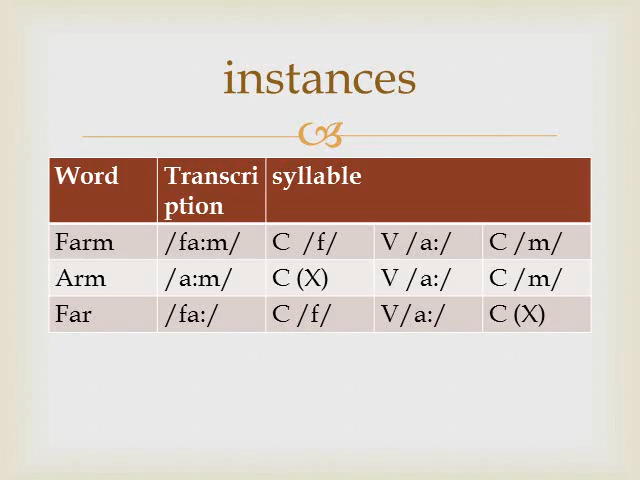 instances
Word Transcri syllable
ption
Farm /fa:m/ C /f/ V /a:/ C /m/
Arm /a:m/ C (X) V /a:/ C /m/
Far /fa:/ C /f/ V/a:/ C (X)